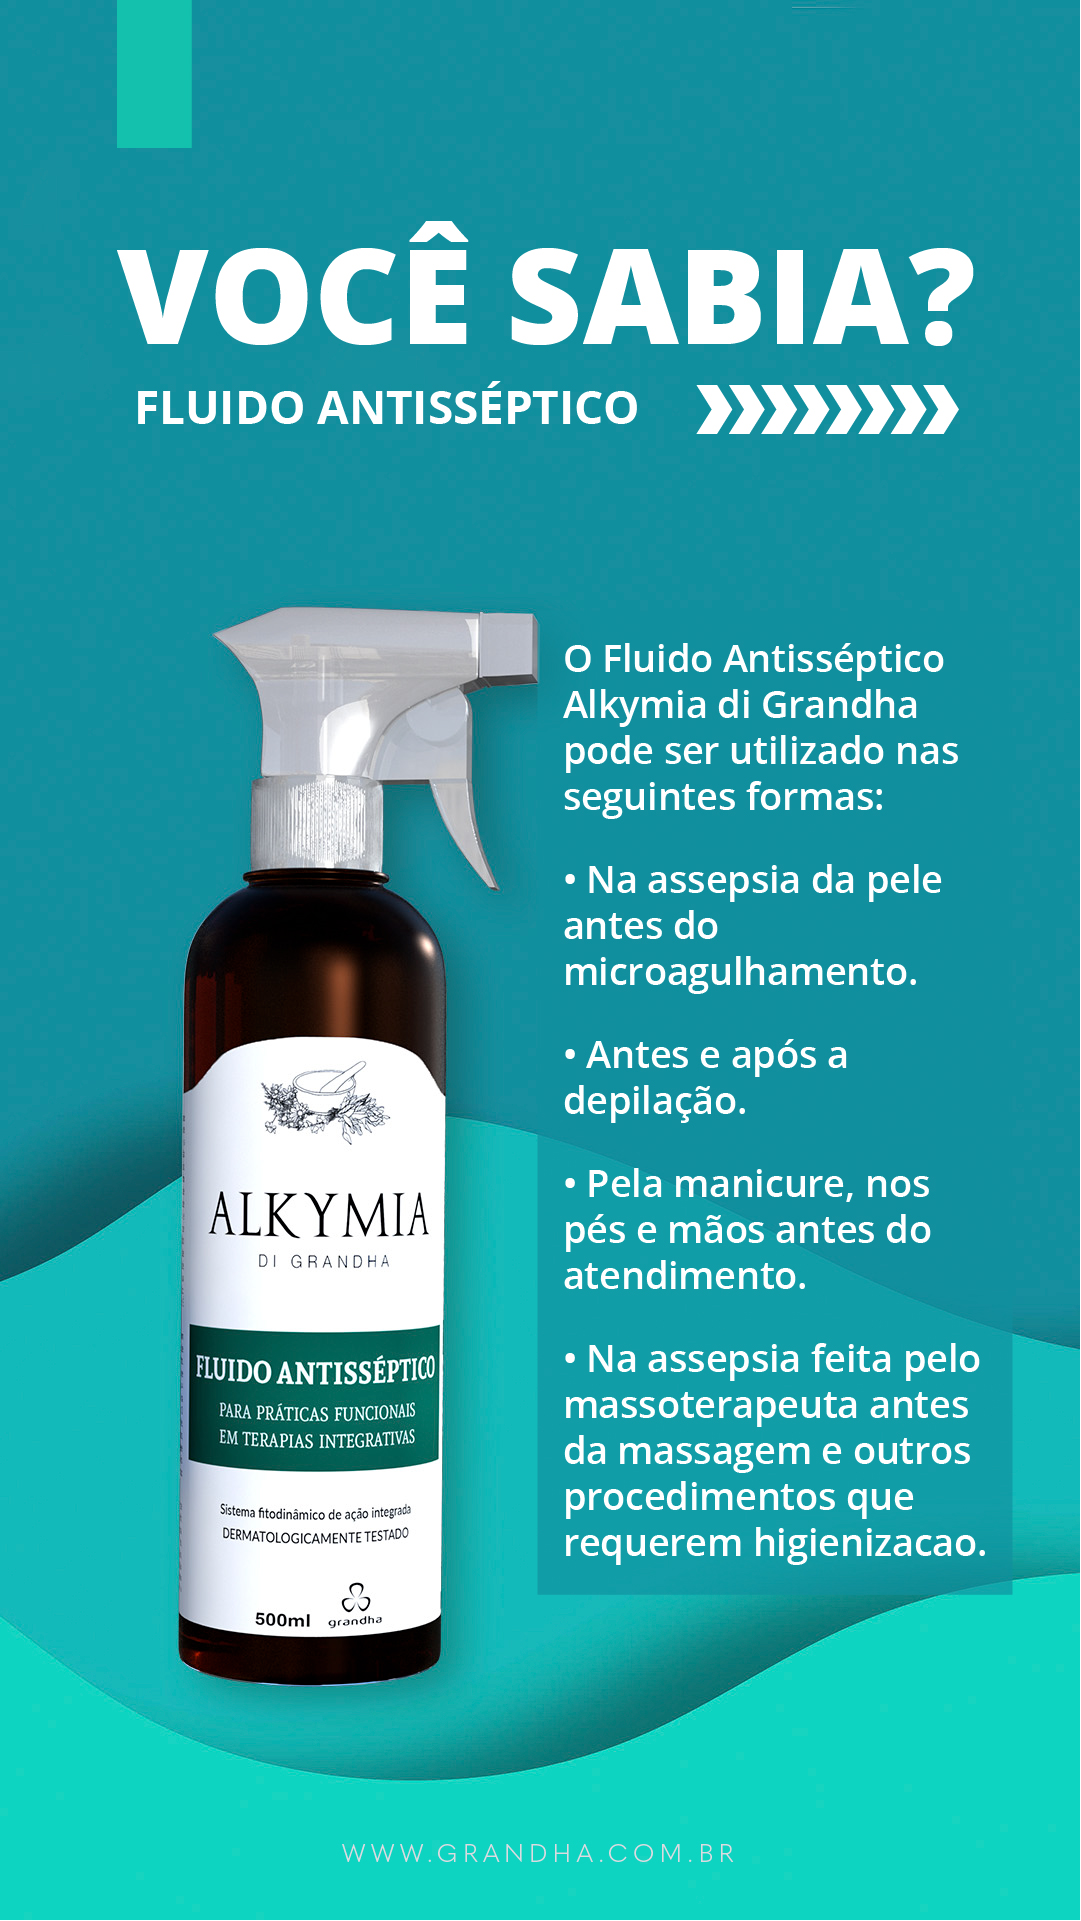 VOCÊ SABIA?
FLUIDO ANTISSÉPTICO
O Fluido Antisséptico
Alkymia di Grandha
pode ser utilizado nas
seguintes formas:
• Na assepsia da pele
antes do
microagulhamento.
• Antes e após a
depilação.
• Pela manicure, nos
pés e mãos antes do
atendimento.
• Na assepsia feita pelo
massoterapeuta antes
da massagem e outros
procedimentos que
requerem higienizacao.
ALKYMIA
DI GRANDHA
FLUIDO ANTISSÉPTICO
PARA PRÁTICAS FUNCIONAIS
EM TERAPIAS INTEGRATIVAS
Sistema fitodinâmico de ação integrada
DERMATOLOGICAMENTE TESTADO
500ml grandha
WWW.GRANDHA.COM.BR